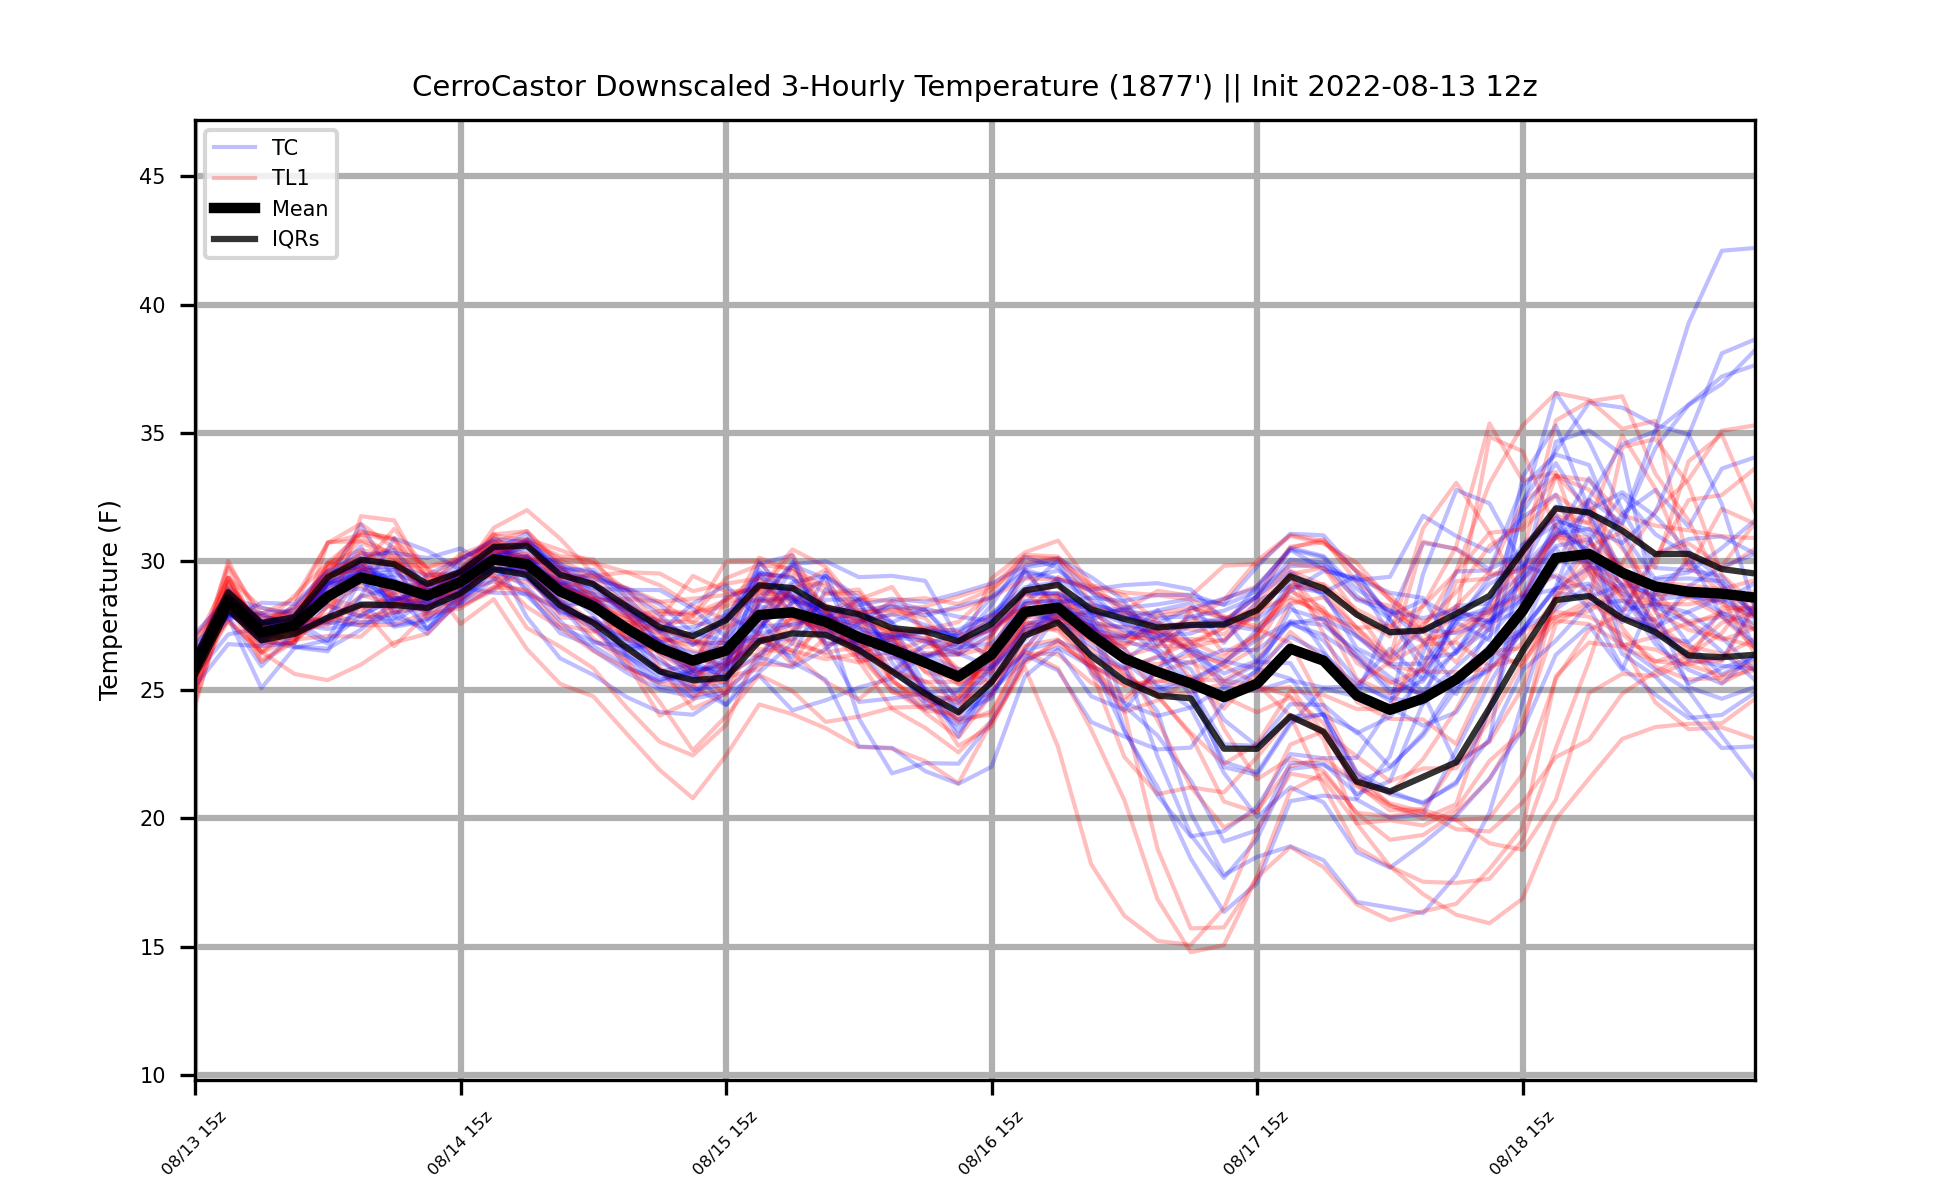 CerroCastor Downscaled 3-Hourly Temperature (1877') || Init 2022-08-13 12z
TC
TL1
Mean
IQRs
Temperature (F)
45
40
35
30
25
20
15
10
08/13 15z
08/14 15z
08/15 15z
08/16 15z
08/17 15z
08/18 15z